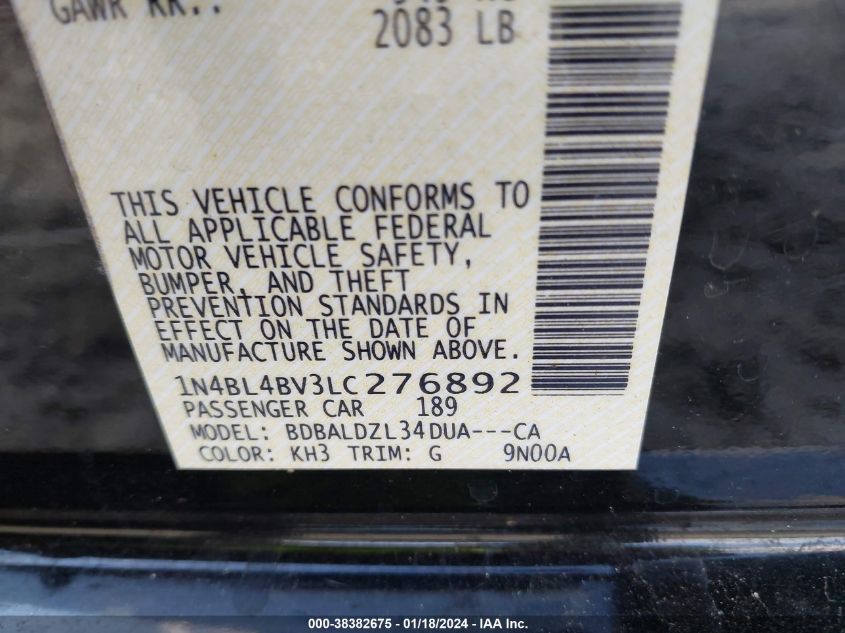 GAWR RR.:
2083 LB
THIS VEHICLE CONFORMS TO
ALL APPLICABLE FEDERAL
MOTOR VEHICLE SAFETY,
BUMPER, AND THEFT
PREVENTION STANDARDS IN
EFFECT ON THE DATE OF
MANUFACTURE SHOWN ABOVE.
1N4BL4BV3LC276892
PASSENGER CAR 189
MODEL: BDBALDZL34DUA---CA
COLOR: KH3 TRIM: G 9N00A
000-38382675 - 01/18/2024 - IAA Inc.